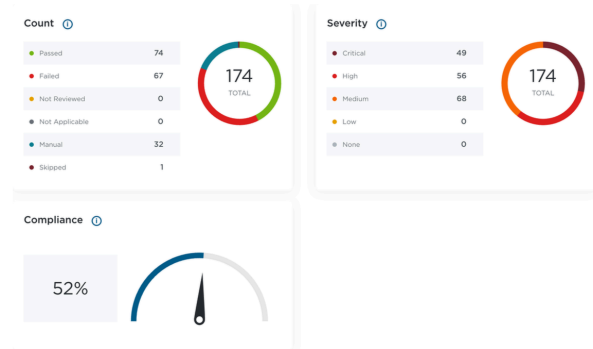 Count
Passed 74
Failed 67
Not Reviewed 0
Not Applicable 0
Manual 32
Skipped 1
174
TOTAL
Severity
Critical 49
High 56
Medium 68
Low 0
None 0
174
TOTAL
Compliance
52%